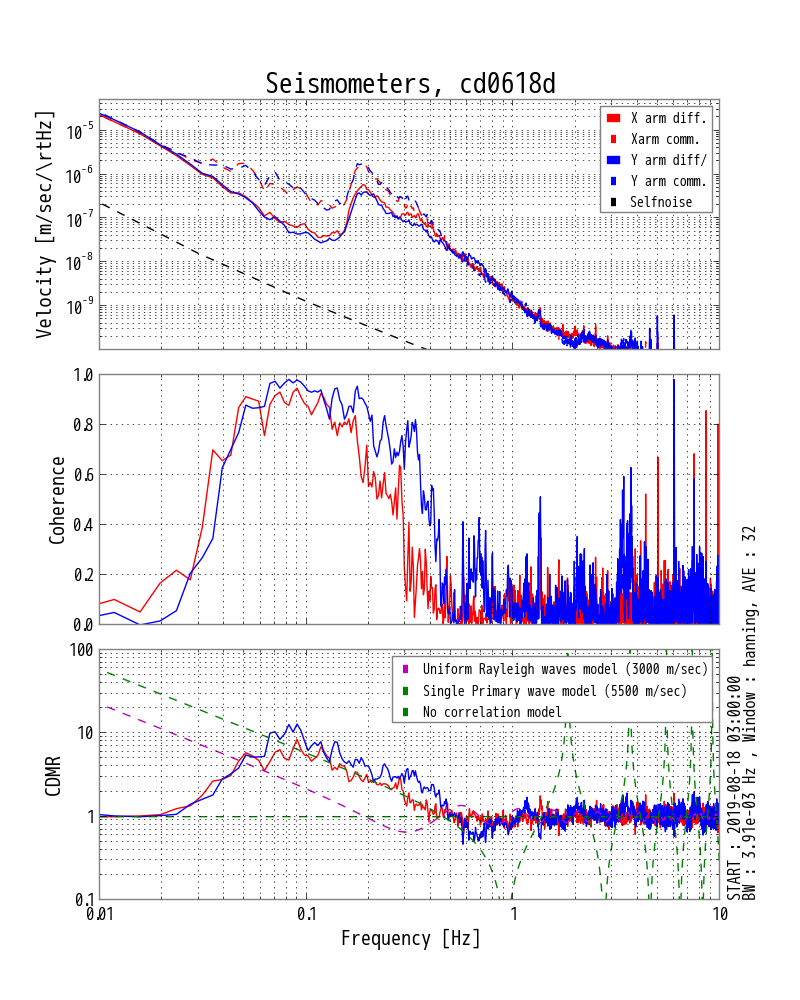 Seismometers, cd0618d
Velocity [m/sec/\rtHz]
10^-5
10^-6
10^-7
10^-8
10^-9
X arm diff.
Xarm comm.
Y arm diff/
Y arm comm.
Selfnoise
Coherence
1.0
0.8
0.6
0.4
0.2
0.0
CDMR
100
10
1
0.1
Uniform Rayleigh waves model (3000 m/sec)
Single Primary wave model (5500 m/sec)
No correlation model
0.01 0.1 1 10
Frequency [Hz]
START : 2019-08-18 03:00:00
BW : 3.91e-03 Hz , Window : hanning, AVE : 32